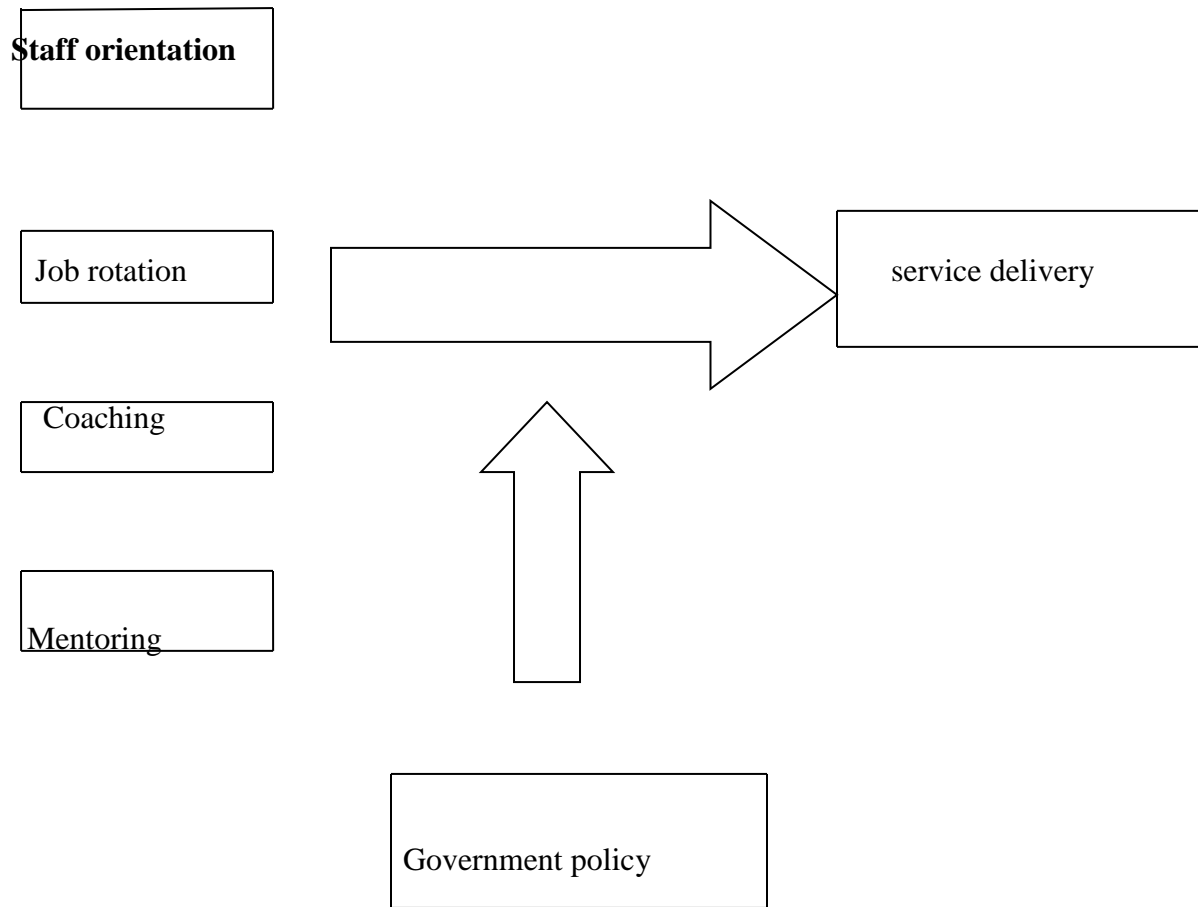 Staff orientation
Job rotation
service delivery
Coaching
Mentoring
Government policy